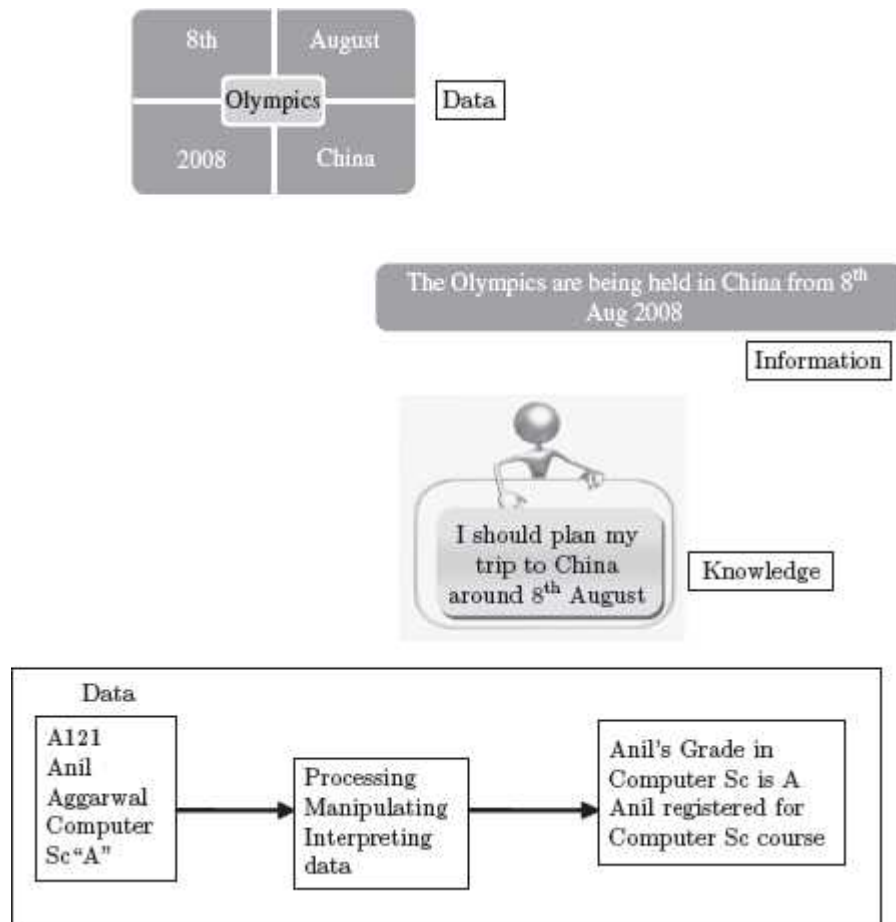 8th
August
Olympics
Data
2008
China
The Olympics are being held in China from 8th
Aug 2008
Information
I should plan my
trip to China
around 8th August
Knowledge
Data
A121
Anil
Aggarwal
Computer
Sc“A”
Processing
Manipulating
Interpreting
data
Anil's Grade in
Computer Sc is A
Anil registered for
Computer Sc course